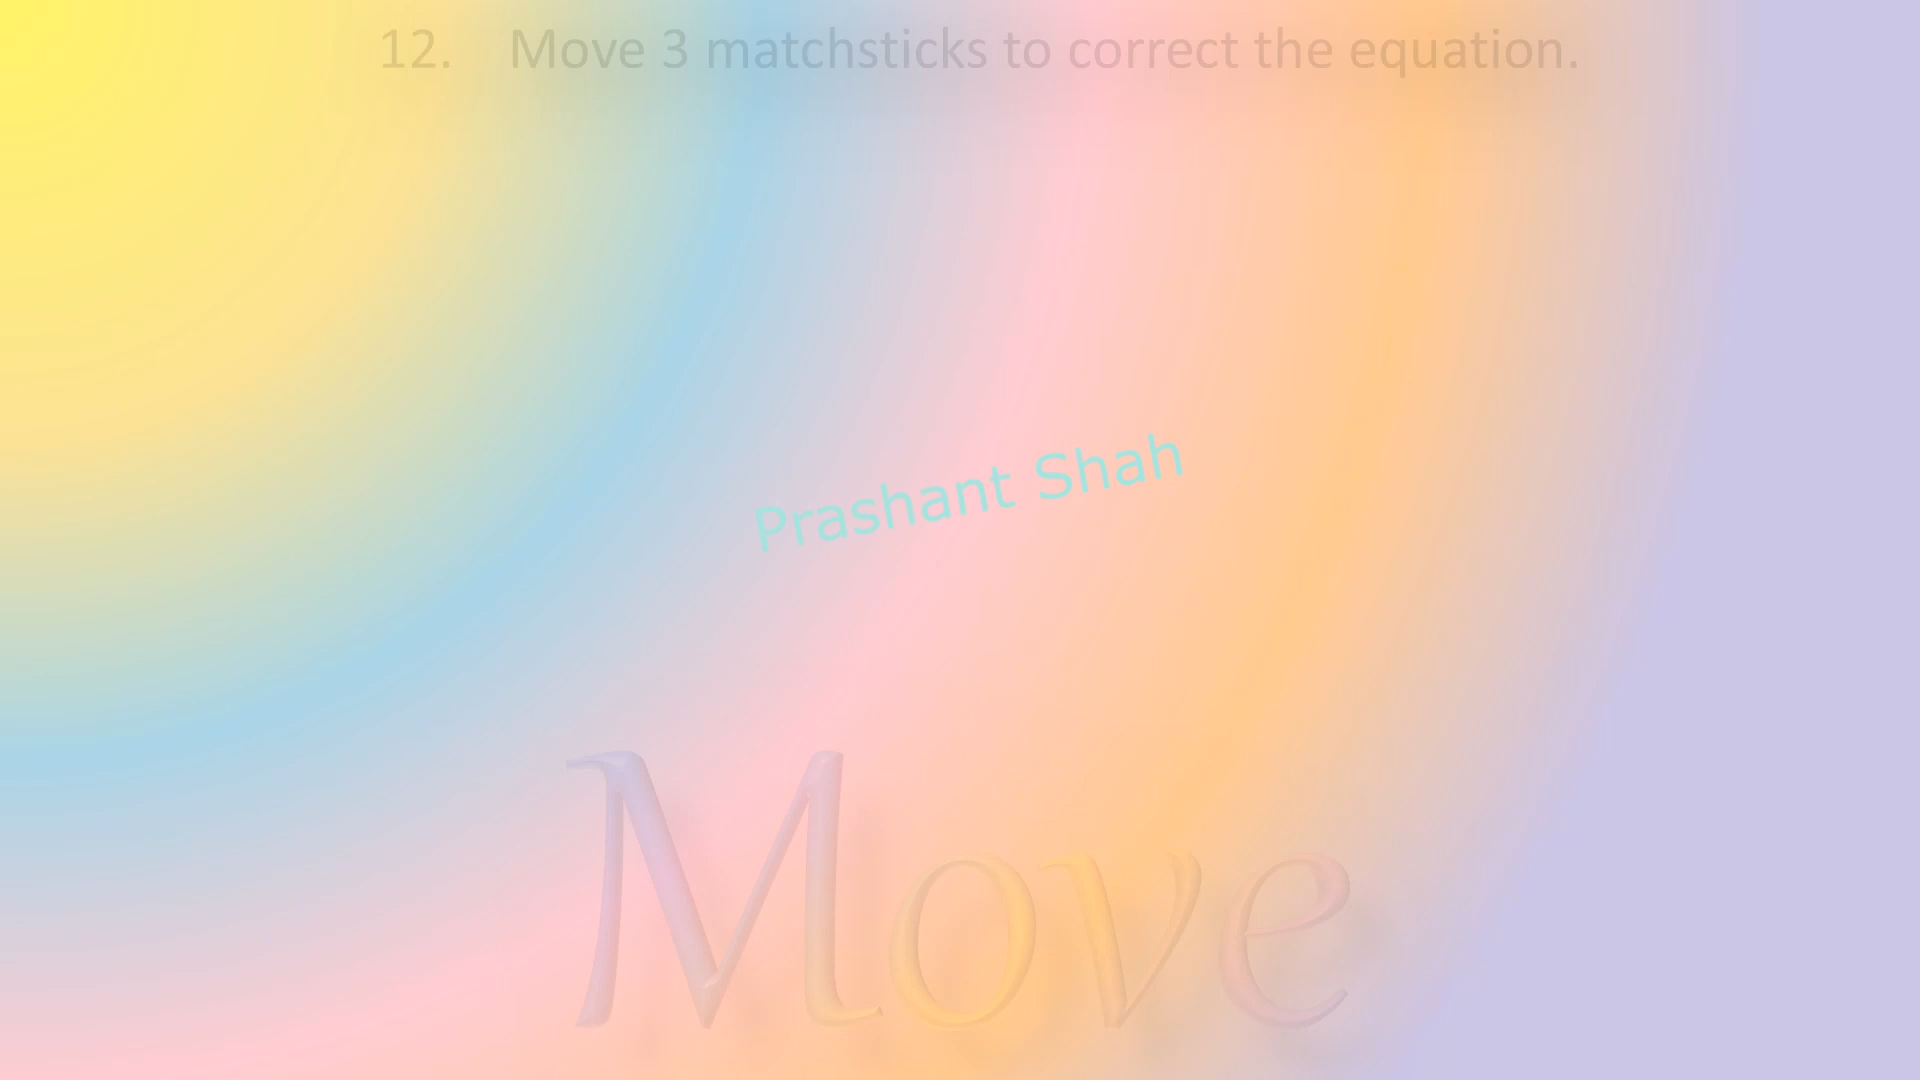 12. Move 3 matchsticks to correct the equation.
Prashant Shah
Move